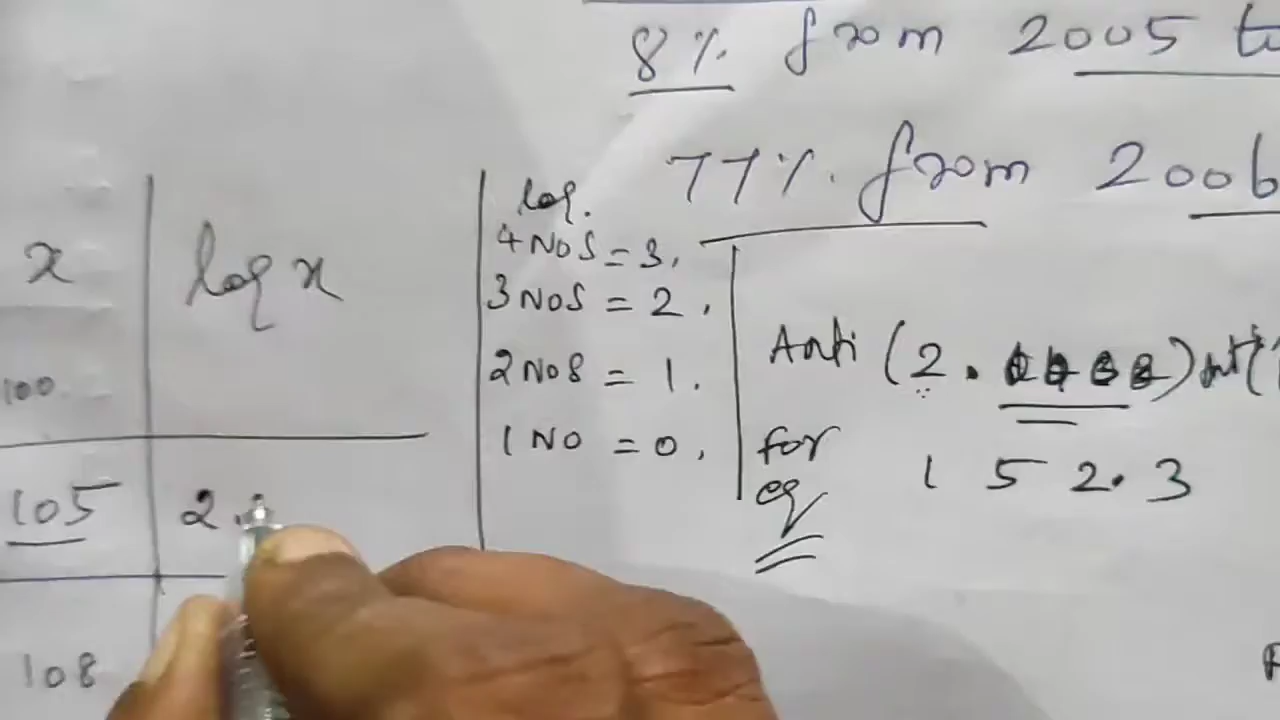 8% from 2005
77% from 2006
x
log x
100.
105
2.
108
log.
4 NOS = 3.
3 NOS = 2.
2 NOS = 1.
1 NO = 0.
Anti (2.
for
eg
1 5 2.3